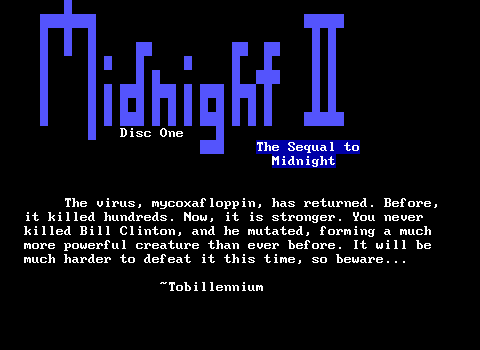 Midnight II
Disc One
The Sequal to
Midnight
The virus, mycoxafloppin, has returned. Before,
it killed hundreds. Now, it is stronger. You never
killed Bill Clinton, and he mutated, forming a much
more powerful creature than ever before. It will be
much harder to defeat it this time, so beware...
~Tobillennium